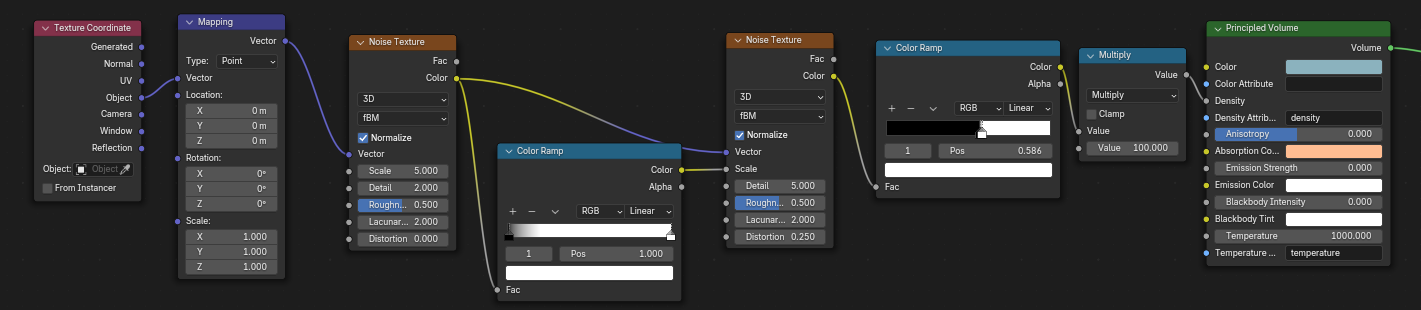 Texture Coordinate
Generated
Normal
UV
Object
Camera
Window
Reflection
Object: Object
From Instancer
Mapping
Vector
Type: Point
Vector
Location:
X 0 m
Y 0 m
Z 0 m
Rotation:
X 0°
Y 0°
Z 0°
Scale:
X 1.000
Y 1.000
Z 1.000
Noise Texture
Fac
Color
3D
fBM
Normalize
Vector
Scale 5.000
Detail 2.000
Roughn... 0.500
Lacunar... 2.000
Distortion 0.000
Color Ramp
Color
Alpha
RGB Linear
1 Pos 1.000
Fac
Noise Texture
Fac
Color
3D
fBM
Normalize
Vector
Scale
Detail 5.000
Roughn... 0.500
Lacunar... 2.000
Distortion 0.250
Color Ramp
Color
Alpha
RGB Linear
1 Pos 0.586
Fac
Multiply
Value
Multiply
Clamp
Value
Value 100.000
Principled Volume
Volume
Color
Color Attribute
Density
Density Attrib... density
Anisotropy 0.000
Absorption Co...
Emission Strength 0.000
Emission Color
Blackbody Intensity 0.000
Blackbody Tint
Temperature 1000.000
Temperature ... temperature